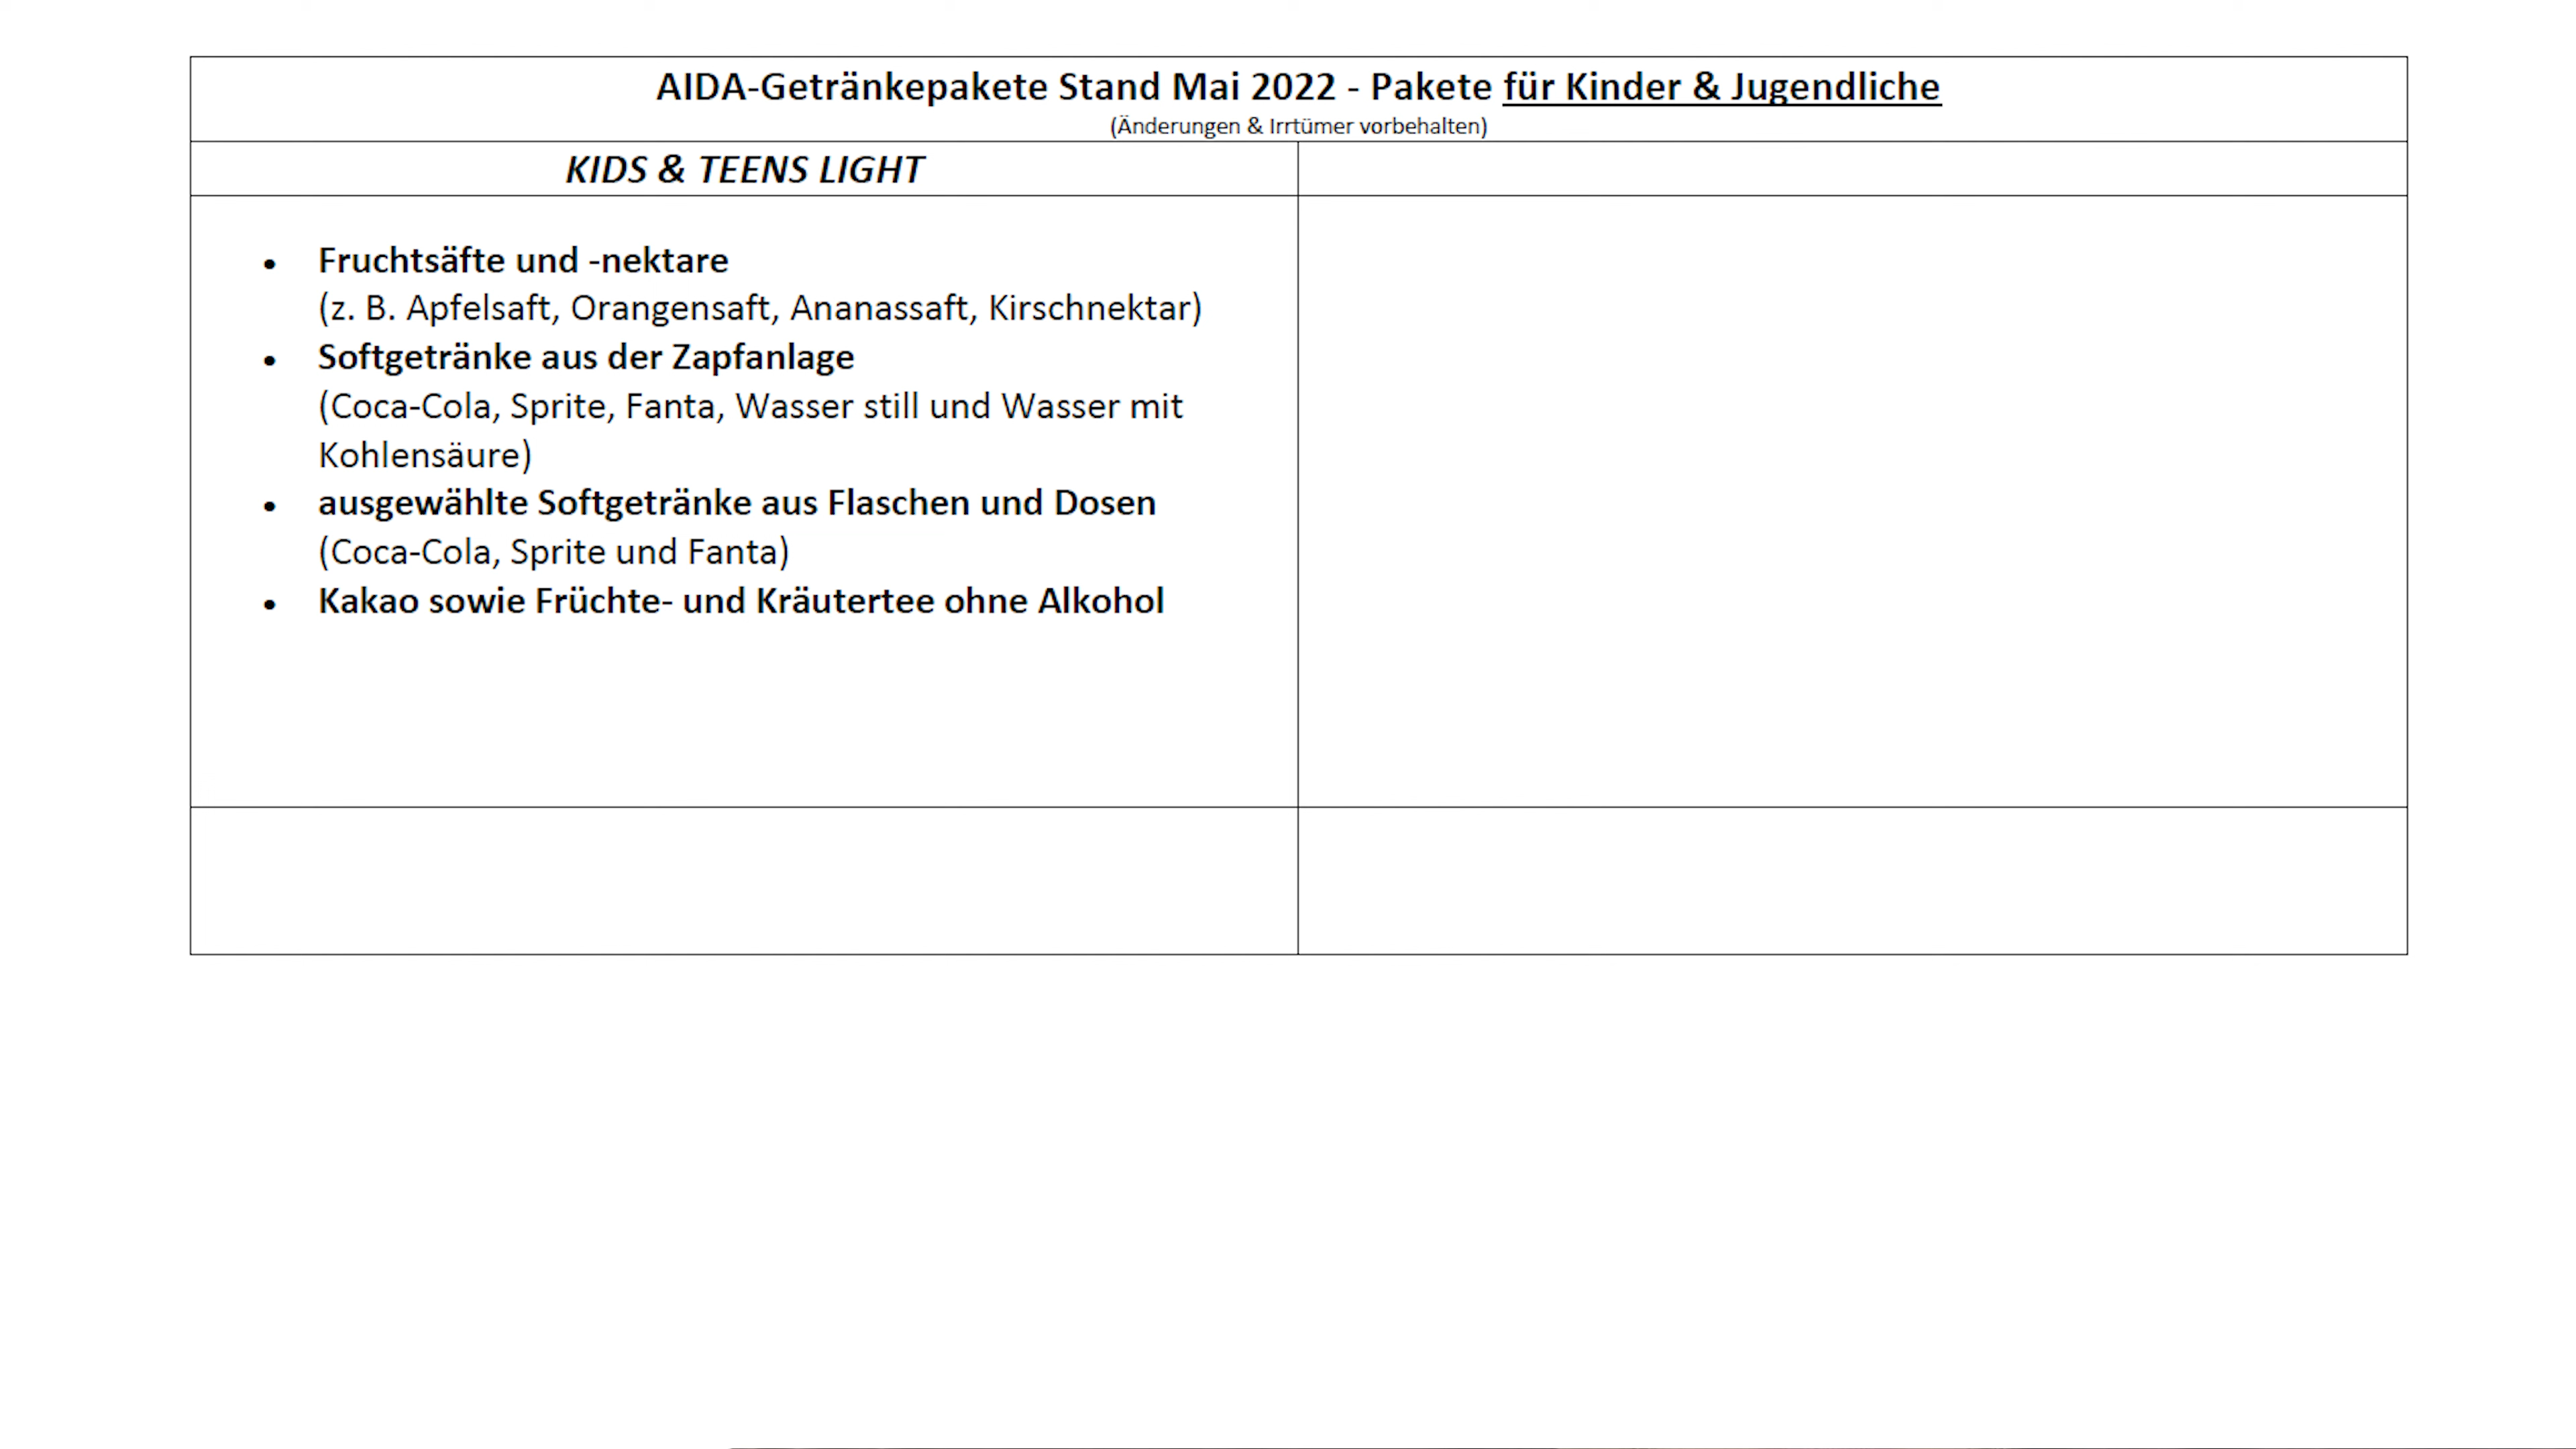 AIDA-Getränkepakete Stand Mai 2022 - Pakete für Kinder & Jugendliche
(Änderungen & Irrtümer vorbehalten)
KIDS & TEENS LIGHT
• Fruchtsäfte und -nektare
(z. B. Apfelsaft, Orangensaft, Ananassaft, Kirschnektar)
• Softgetränke aus der Zapfanlage
(Coca-Cola, Sprite, Fanta, Wasser still und Wasser mit
Kohlensäure)
• ausgewählte Softgetränke aus Flaschen und Dosen
(Coca-Cola, Sprite und Fanta)
• Kakao sowie Früchte- und Kräutertee ohne Alkohol